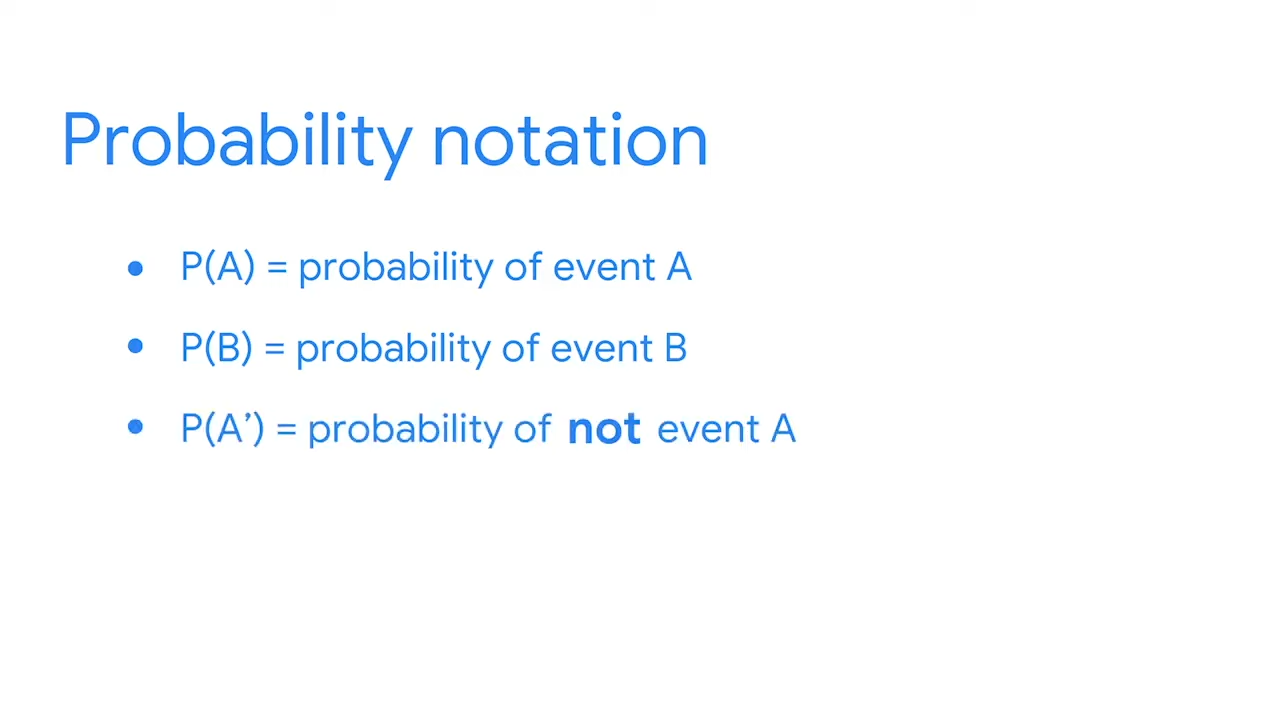 Probability notation
• P(A) = probability of event A
• P(B) = probability of event B
• P(A’) = probability of not event A